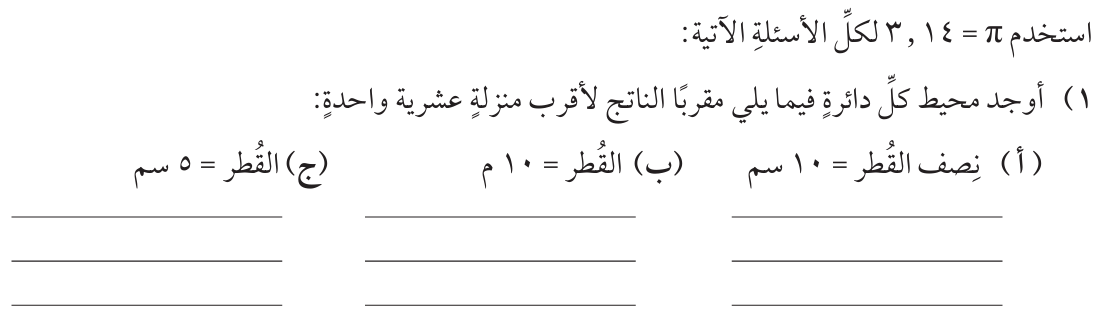 استخدم π = ٣,١٤ لكلِّ الأسئلةِ الآتية:
١) أوجد محيط كلِّ دائرةٍ فيما يلي مقربًا الناتج لأقرب منزلةٍ عشرية واحدةٍ:
(أ) نِصف القُطر = ١٠ سم (ب) القُطر = ١٠ م (ج) القُطر = ٥ سم